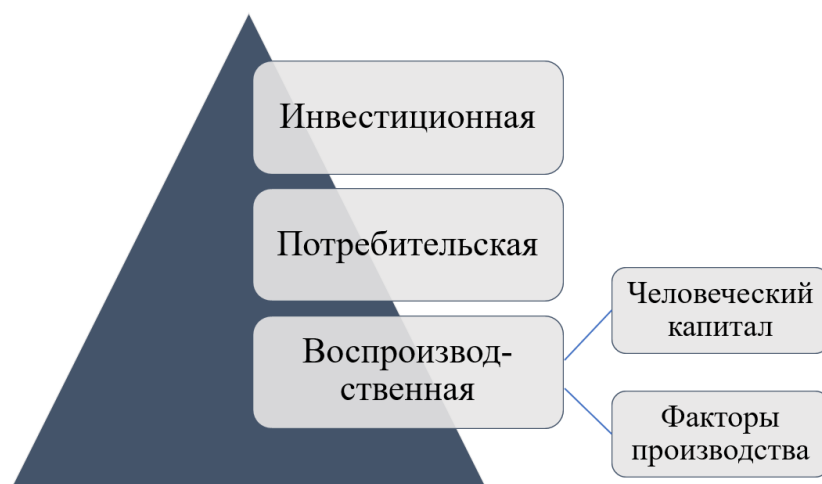 Инвестиционная
Потребительская
Воспроизвод-
ственная
Человеческий
капитал
Факторы
производства